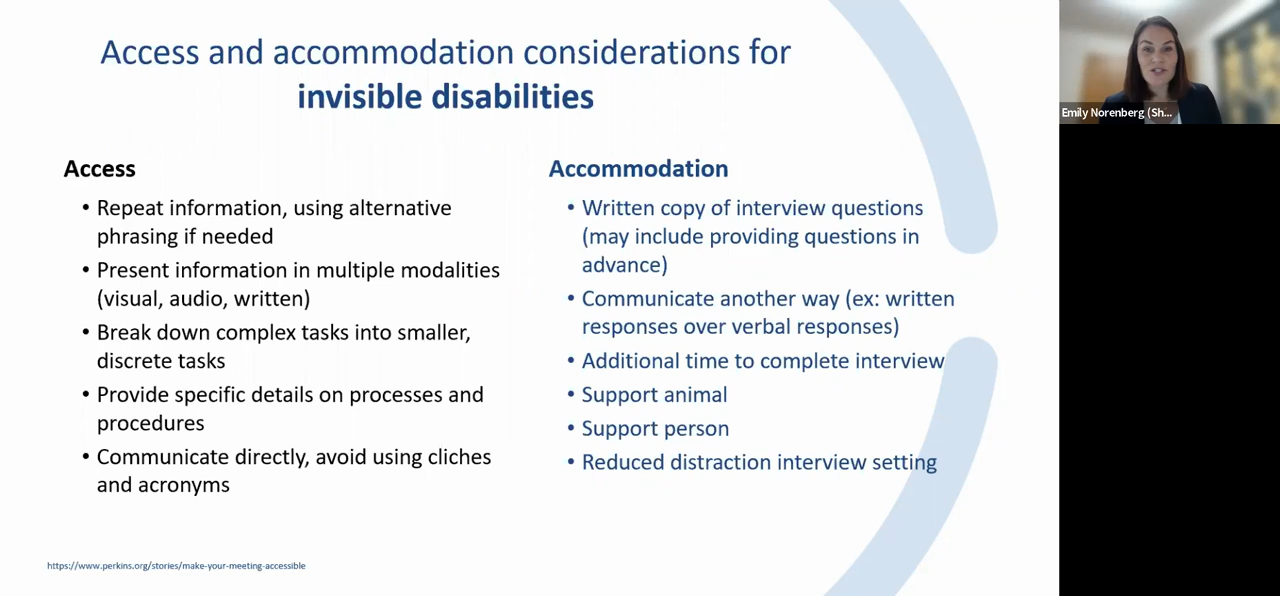 Access and accommodation considerations for
invisible disabilities
Access
• Repeat information, using alternative
phrasing if needed
• Present information in multiple modalities
(visual, audio, written)
• Break down complex tasks into smaller,
discrete tasks
• Provide specific details on processes and
procedures
• Communicate directly, avoid using cliches
and acronyms
Accommodation
• Written copy of interview questions
(may include providing questions in
advance)
• Communicate another way (ex: written
responses over verbal responses)
• Additional time to complete interview
• Support animal
• Support person
• Reduced distraction interview setting
https://www.perkins.org/stories/make-your-meeting-accessible
Emily Norenberg (Sh...